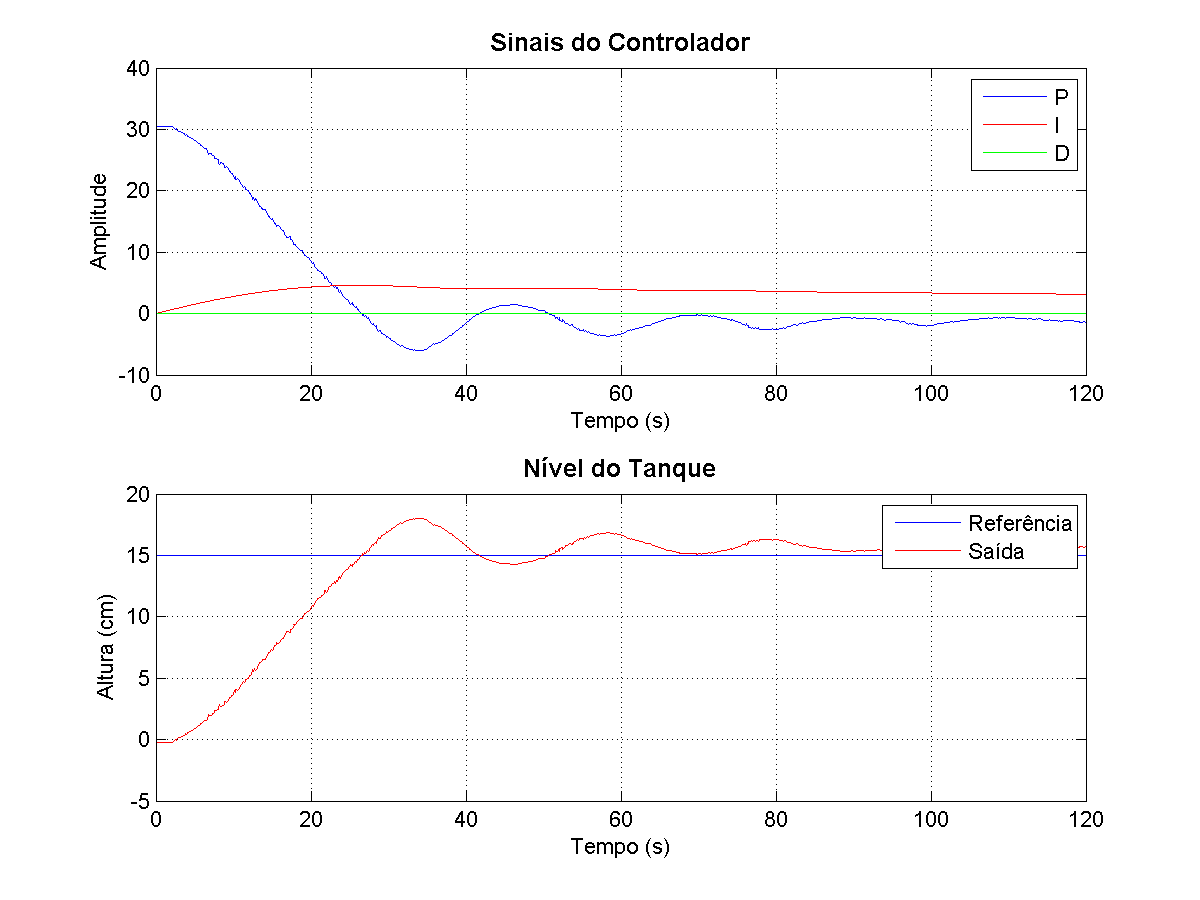 Sinais do Controlador
40
30
20
10
0
-10
Amplitude
P
I
D
0 20 40 60 80 100 120
Tempo (s)
Nível do Tanque
20
15
10
5
0
-5
Altura (cm)
Referência
Saída
0 20 40 60 80 100 120
Tempo (s)